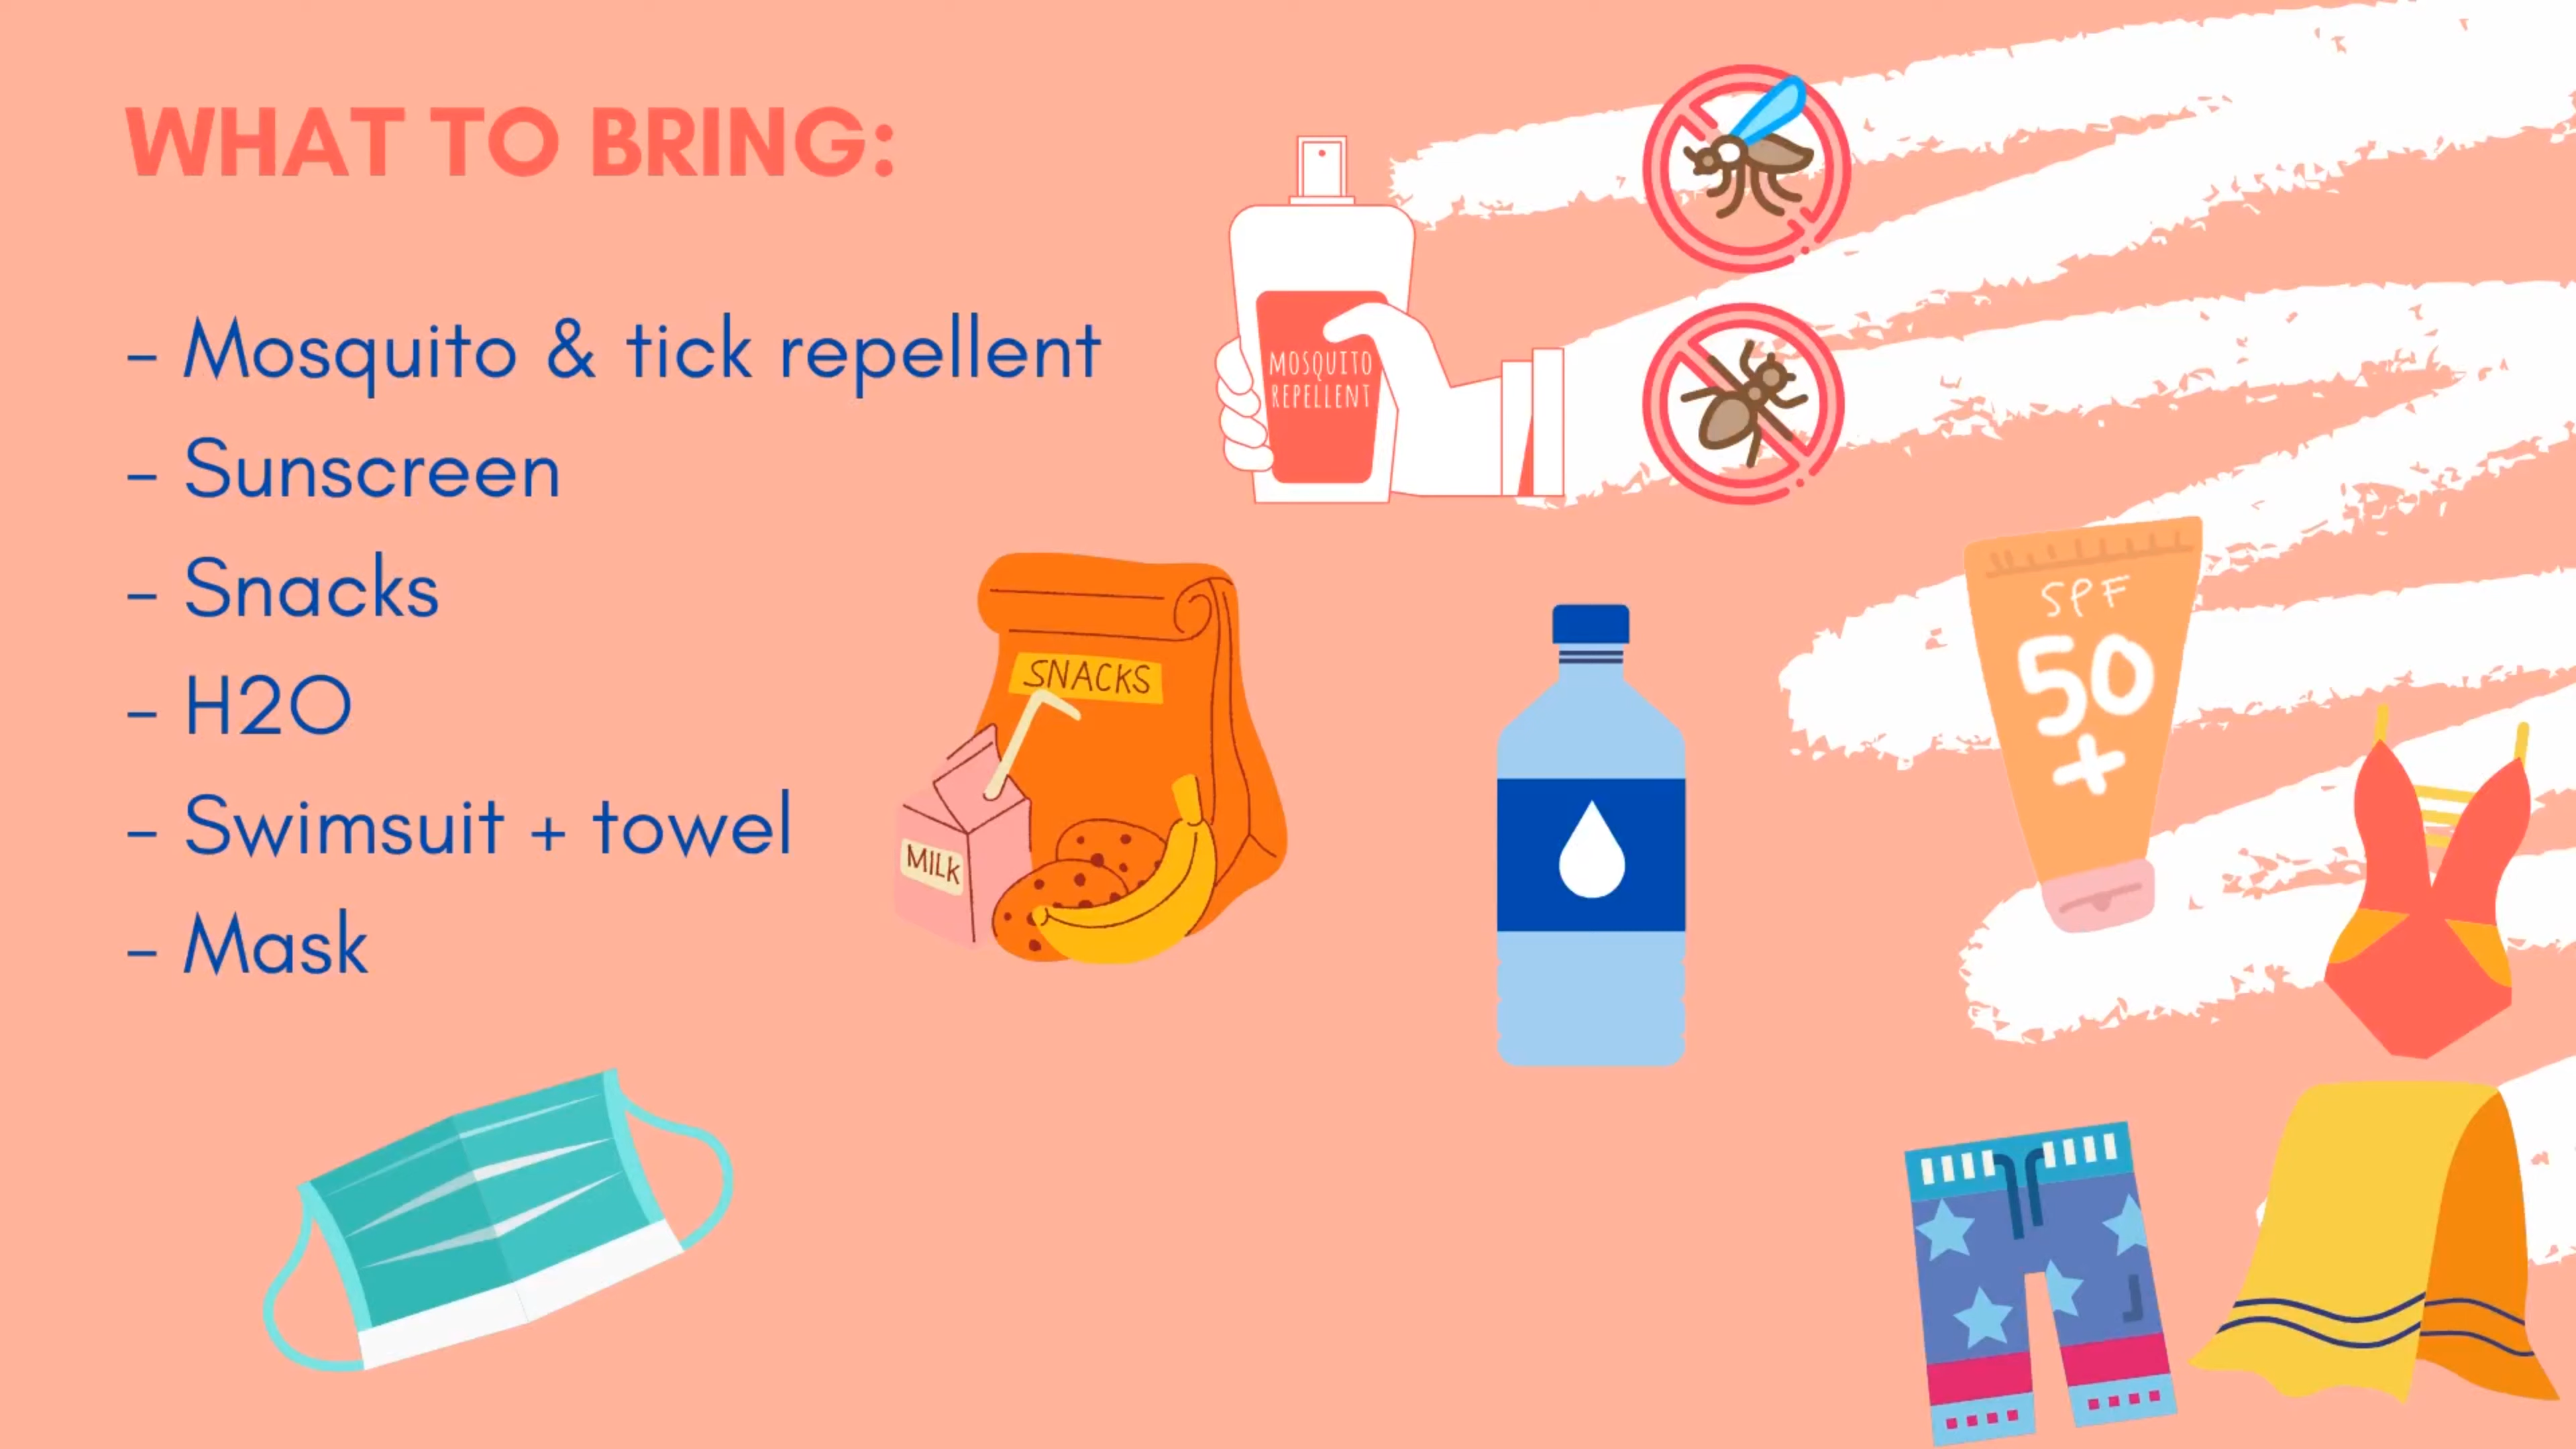 WHAT TO BRING:
- Mosquito & tick repellent
- Sunscreen
- Snacks
- H2O
- Swimsuit + towel
- Mask
MOSQUITO
REPELLENT
SNACKS
MILK
SPF
50
+